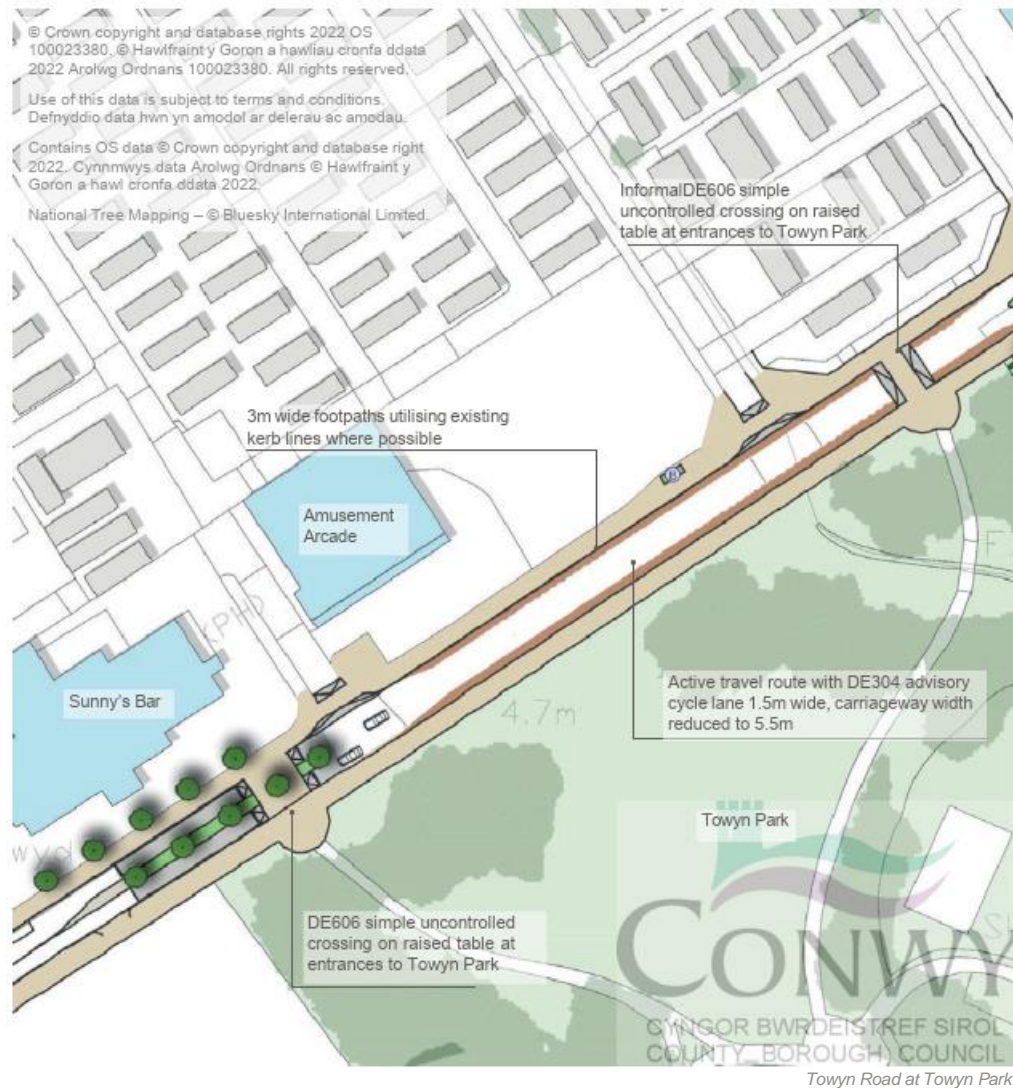 © Crown copyright and database rights 2022 OS
100023380. © Hawlfraint y Goron a hawliau cronfa ddata
2022 Arolwg Ordnans 100023380. All rights reserved.
Use of this data is subject to terms and conditions.
Defnyddio data hwn yn amodol ar delerau ac amodau.
Contains OS data © Crown copyright and database right
2022. Cynnmwys data Arolwg Ordnans © Hawlfraint y
Goron a hawl cronfa ddata 2022.
National Tree Mapping – © Bluesky International Limited.
InformalDE606 simple
uncontrolled crossing on raised
table at entrances to Towyn Park
3m wide footpaths utilising existing
kerb lines where possible
Amusement
Arcade
B
(PH)
Sunny's Bar
4.7m
Active travel route with DE304 advisory
cycle lane 1.5m wide, carriageway width
reduced to 5.5m
Towyn Park
DE606 simple uncontrolled
crossing on raised table at
entrances to Towyn Park
CONWY
CYNGOR BWRDEISTREF SIROL
COUNTY BOROUGH COUNCIL
Towyn Road at Towyn Park